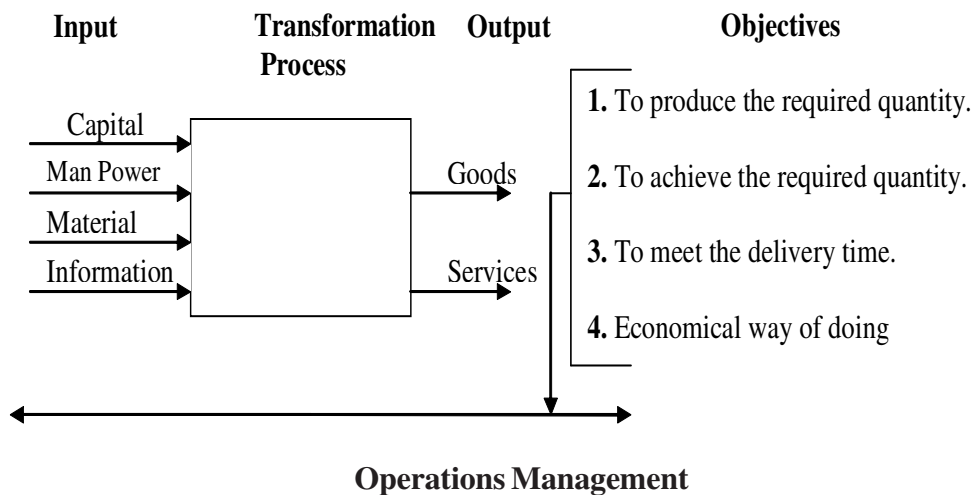 Input
Transformation
Process
Output
Objectives
Capital
Man Power
Material
Information
Goods
Services
1. To produce the required quantity.
2. To achieve the required quantity.
3. To meet the delivery time.
4. Economical way of doing
Operations Management